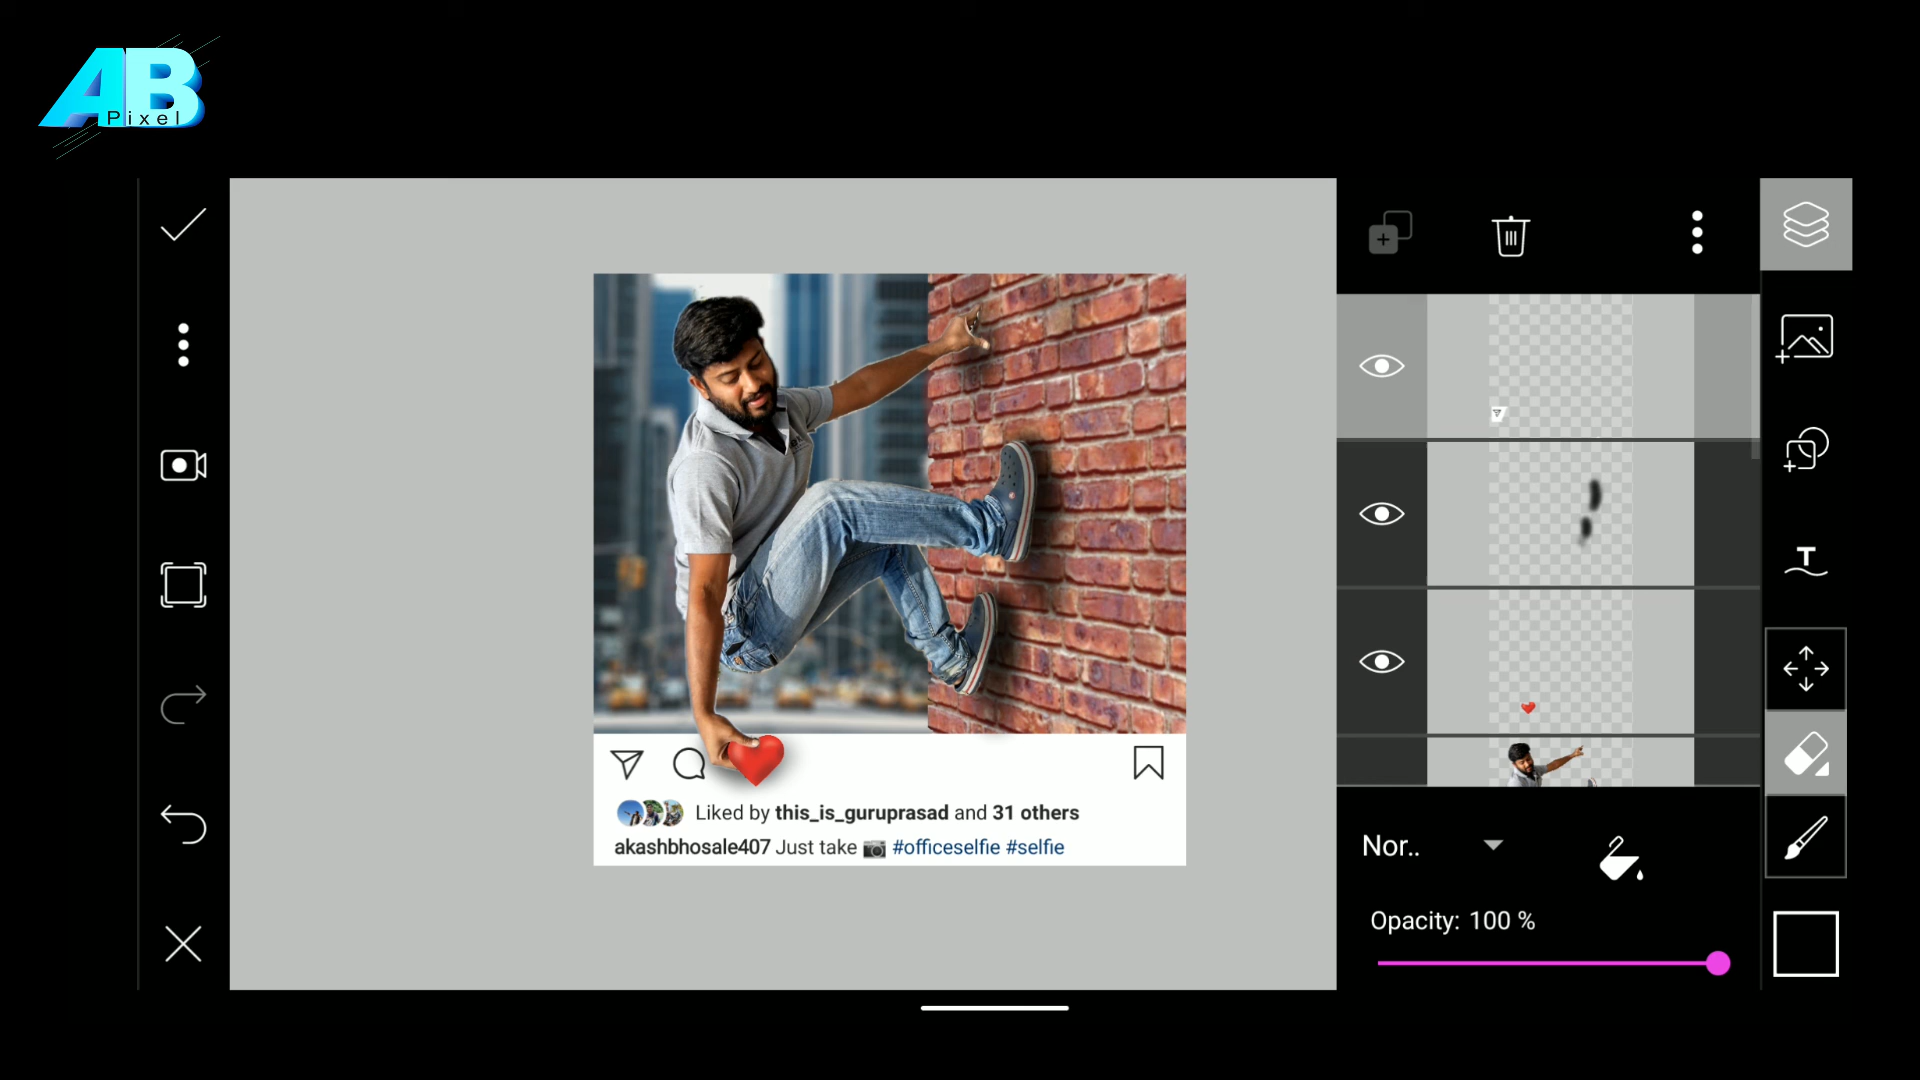 AB
Pixel
Liked by this_is_guruprasad and 31 others
akashbhosale407 Just take 📷 #officeselfie #selfie
T
Nor..
Opacity: 100 %